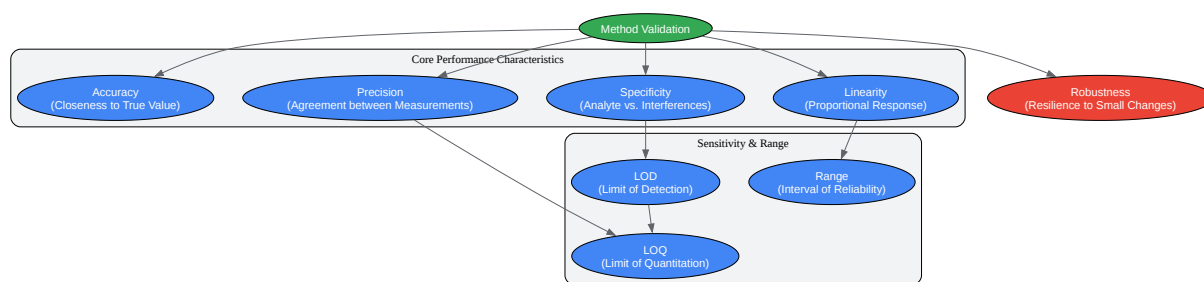 Method Validation
Core Performance Characteristics
Accuracy
(Closeness to True Value)
Precision
(Agreement between Measurements)
Specificity
(Analyte vs. Interferences)
Linearity
(Proportional Response)
Robustness
(Resilience to Small Changes)
Sensitivity & Range
LOD
(Limit of Detection)
Range
(Interval of Reliability)
LOQ
(Limit of Quantitation)